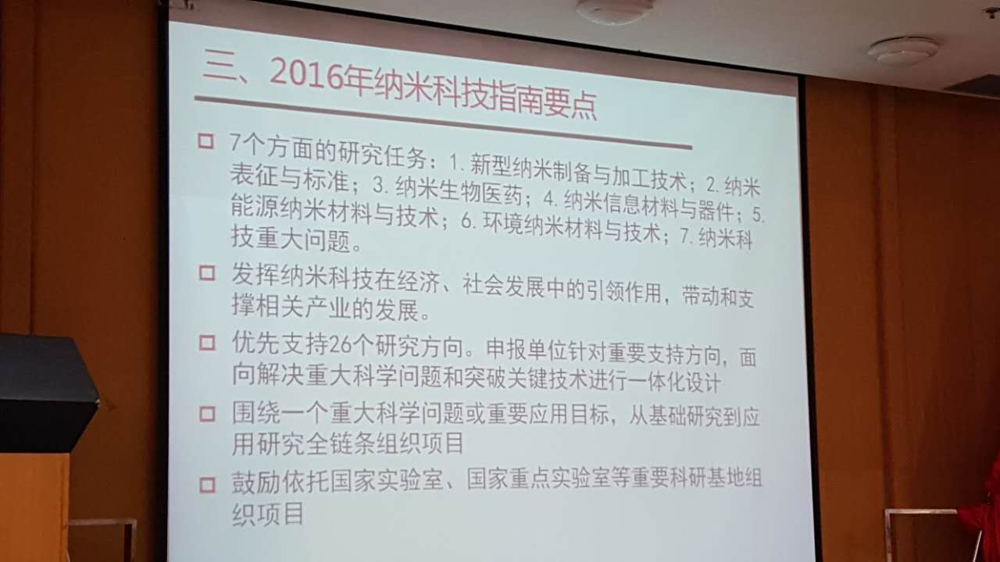 三、2016年纳米科技指南要点
7个方面的研究任务：1.新型纳米制备与加工技术；2.纳米
表征与标准；3.纳米生物医药；4.纳米信息材料与器件；5.
能源纳米材料与技术；6.环境纳米材料与技术；7.纳米科
技重大问题。
发挥纳米科技在经济、社会发展中的引领作用，带动和支
撑相关产业的发展。
优先支持26个研究方向。申报单位针对重要支持方向，面
向解决重大科学问题和突破关键技术进行一体化设计
围绕一个重大科学问题或重要应用目标，从基础研究到应
用研究全链条组织项目
鼓励依托国家实验室、国家重点实验室等重要科研基地组
织项目